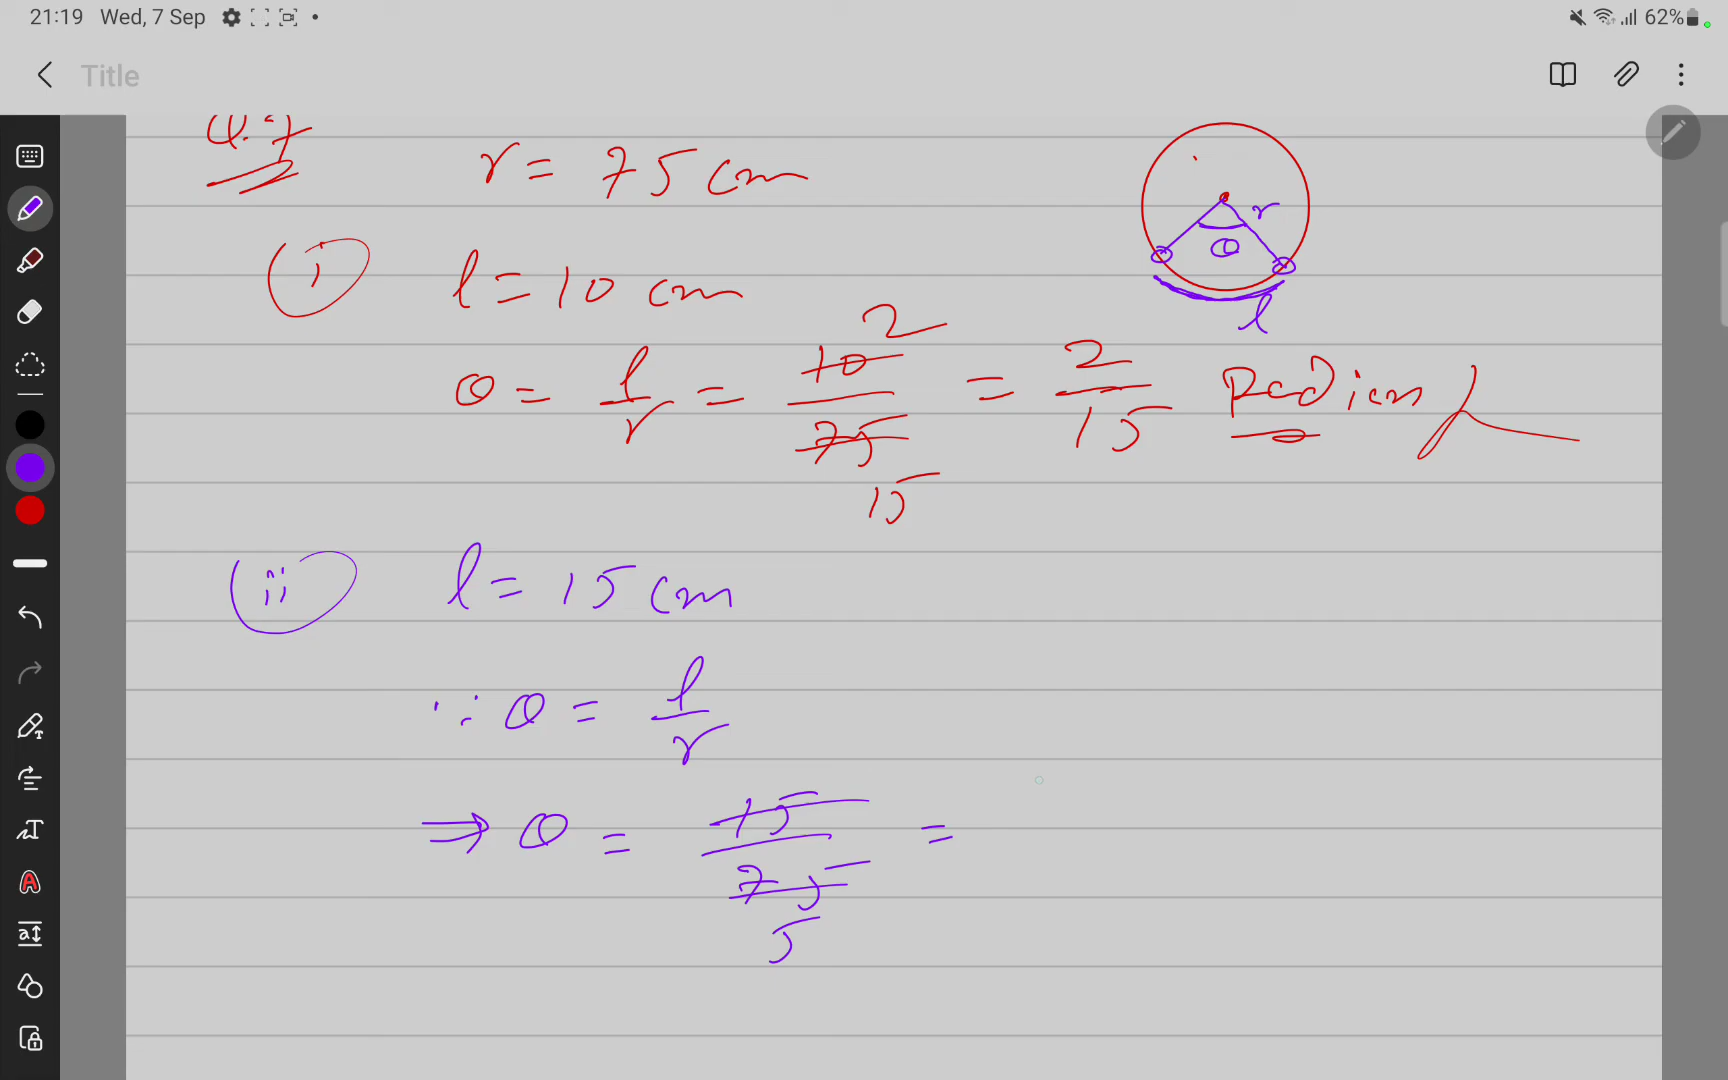 21:19 Wed, 7 Sep
62%
Title
r = 75 cm
(i) l = 10 cm
r
θ
l
θ = l/r = 10/75 = 2/15 Radian
2
15
(ii) l = 15 cm
∵ θ = l/r
⇒ θ = 15/75 =
5